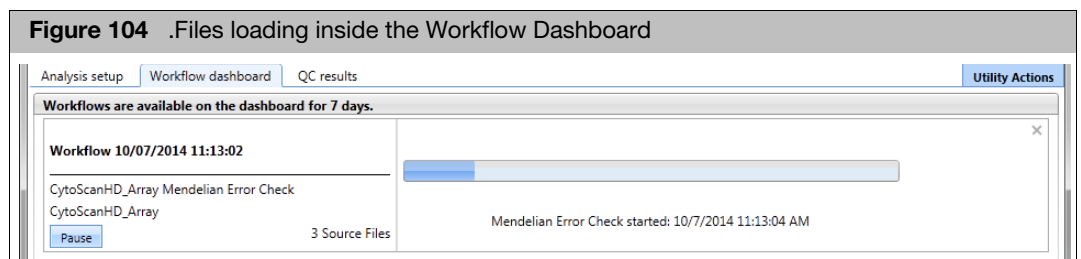 Figure 104 .Files loading inside the Workflow Dashboard
Analysis setup Workflow dashboard QC results Utility Actions
Workflows are available on the dashboard for 7 days.
Workflow 10/07/2014 11:13:02
CytoScanHD_Array Mendelian Error Check
CytoScanHD_Array
Mendelian Error Check started: 10/7/2014 11:13:04 AM
Pause 3 Source Files